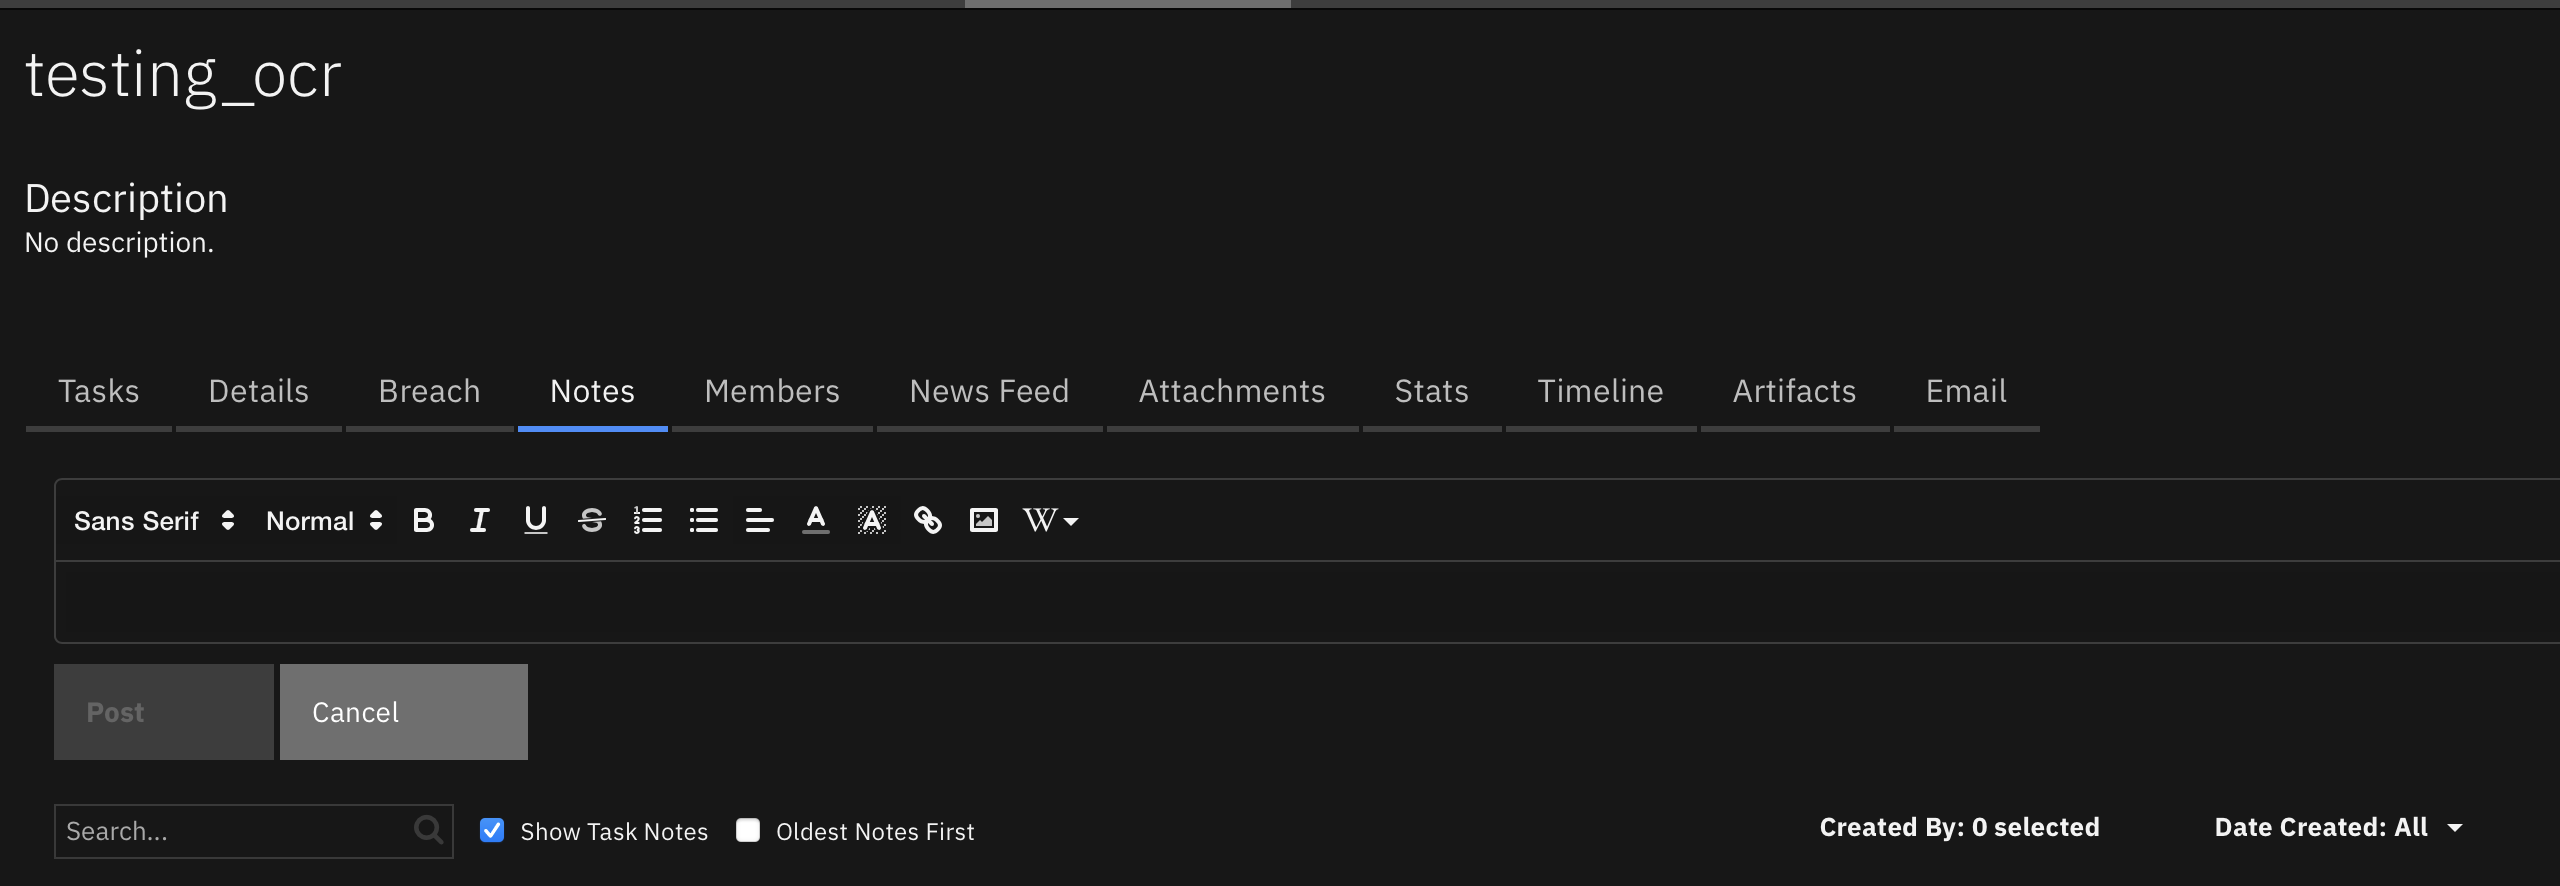 testing_ocr
Description
No description.
Tasks Details Breach Notes Members News Feed Attachments Stats Timeline Artifacts Email
Sans Serif Normal B I U S A A W
Post Cancel
Search... Show Task Notes Oldest Notes First Created By: 0 selected Date Created: All